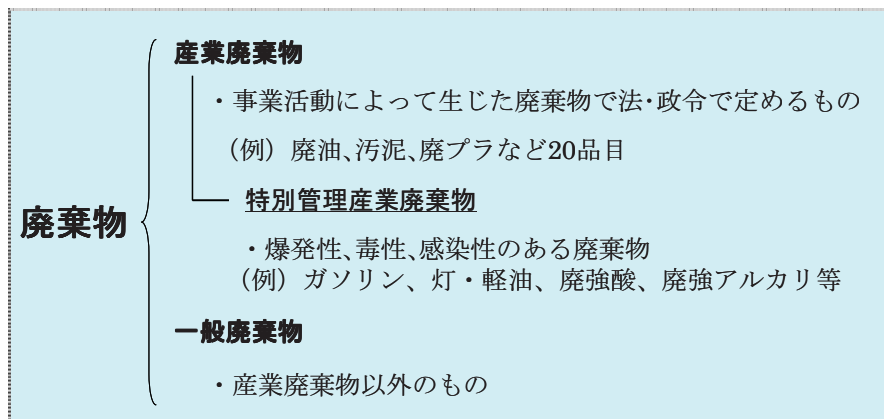 産業廃棄物
・事業活動によって生じた廃棄物で法・政令で定めるもの
（例）廃油、汚泥、廃プラなど20品目
特別管理産業廃棄物
廃棄物
・爆発性、毒性、感染性のある廃棄物
（例）ガソリン、灯・軽油、廃強酸、廃強アルカリ等
一般廃棄物
・産業廃棄物以外のもの